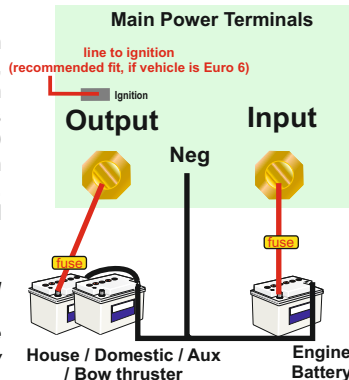 Main Power Terminals
line to ignition
(recommended fit, if vehicle is Euro 6)
Ignition
Output
Input
Neg
fuse
fuse
House / Domestic / Aux
/ Bow thruster
Engine
Battery